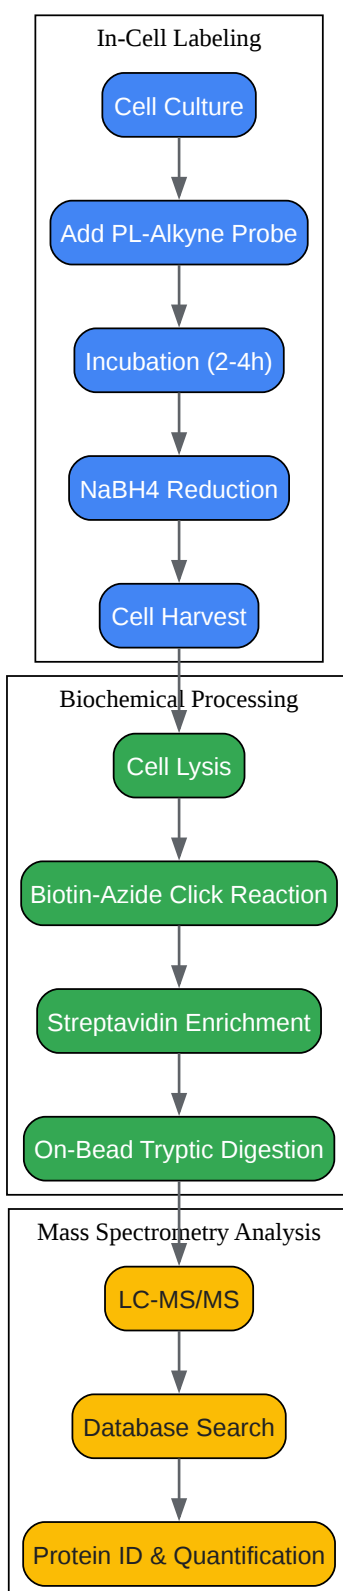 In-Cell Labeling
Cell Culture
Add PL-Alkyne Probe
Incubation (2-4h)
NaBH4 Reduction
Cell Harvest
Biochemical Processing
Cell Lysis
Biotin-Azide Click Reaction
Streptavidin Enrichment
On-Bead Tryptic Digestion
Mass Spectrometry Analysis
LC-MS/MS
Database Search
Protein ID & Quantification